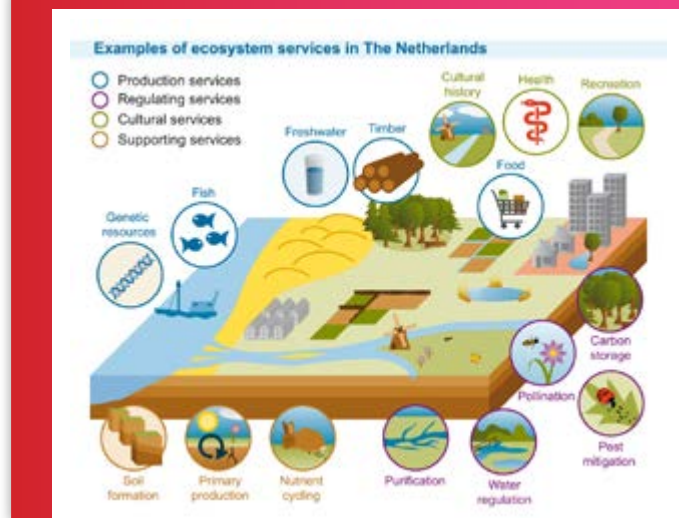 Examples of ecosystem services in The Netherlands
Production services
Regulating services
Cultural services
Supporting services
Cultural
history
Health
Recreation
Freshwater
Timber
Food
Fish
Genetic
resources
Carbon
storage
Pollination
Pest
mitigation
Soil
formation
Primary
production
Nutrient
cycling
Purification
Water
regulation